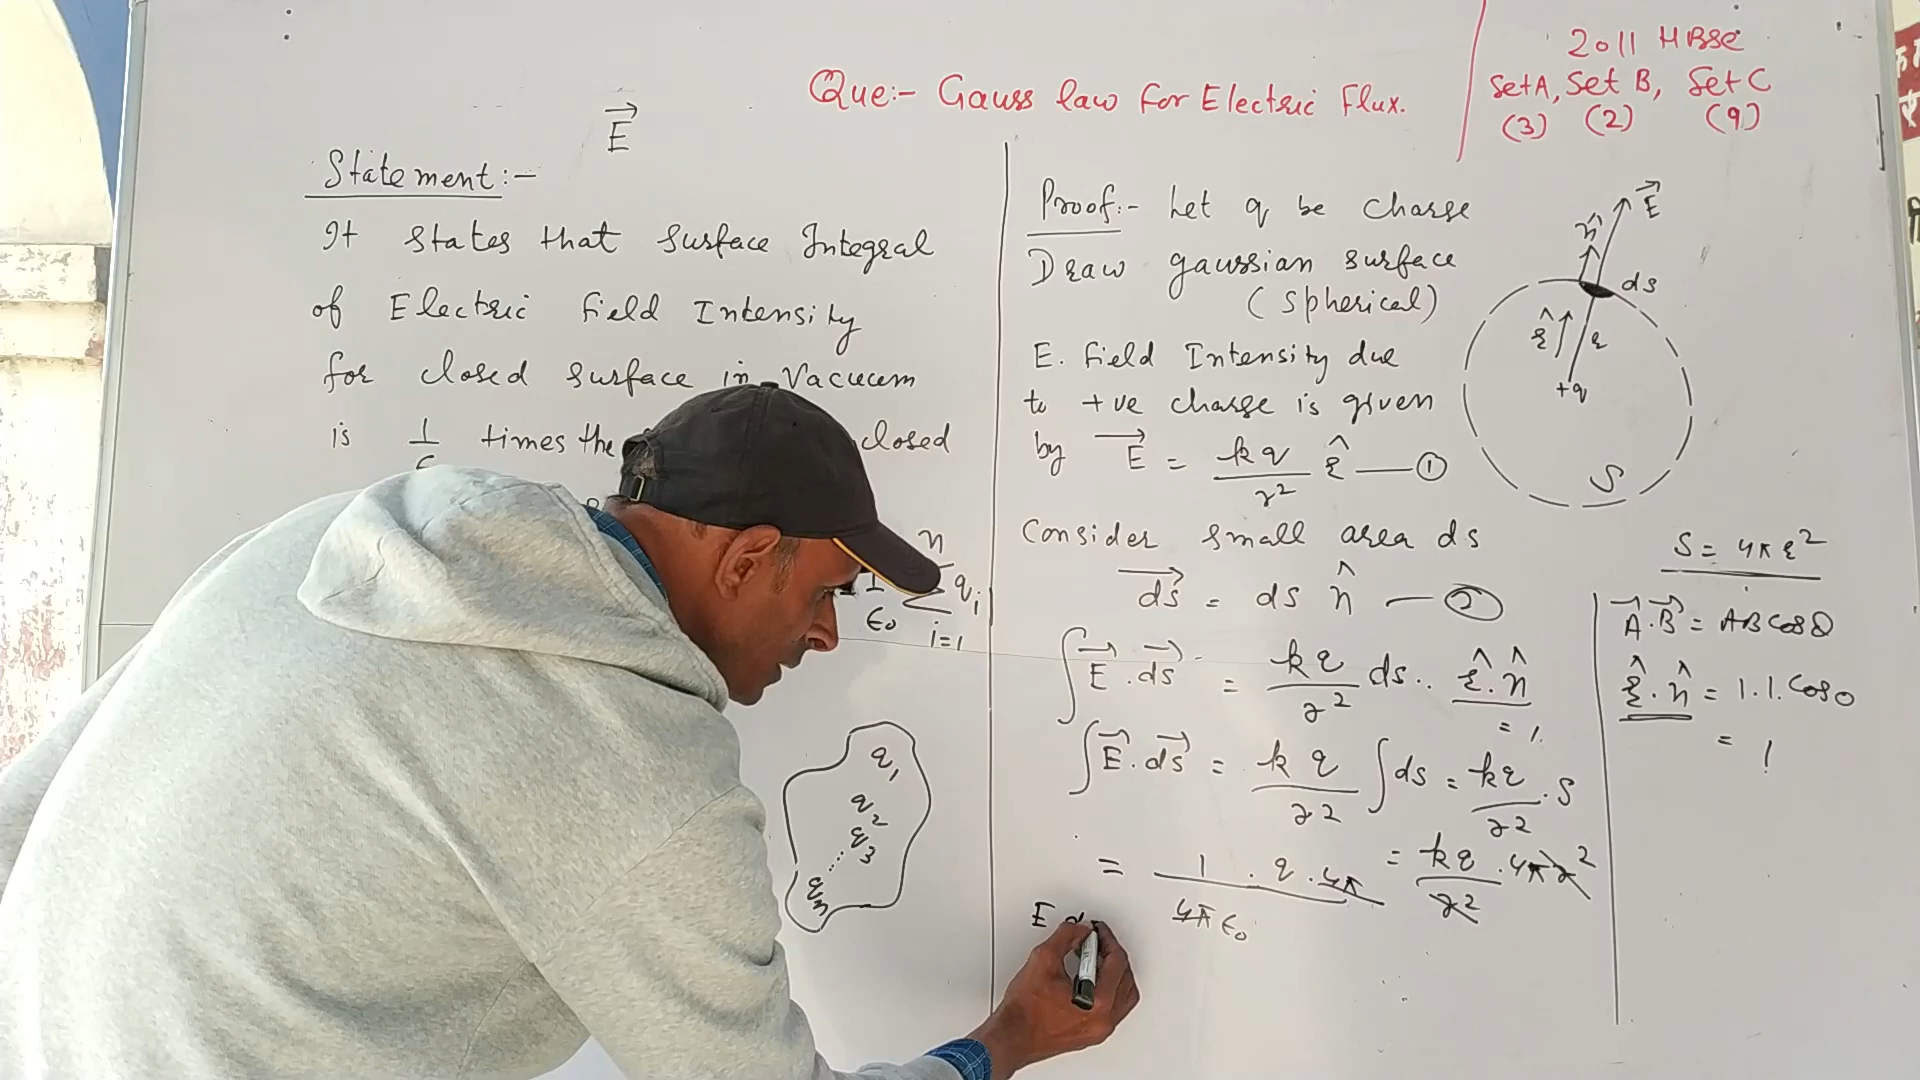 Que:- Gauss law for Electric Flux.
2011 HBSE
Set A, Set B, Set C
(3) (2) (9)
E⃗
Statement:-
It states that surface Integral
of Electric field Intensity
for closed surface in Vacucum
is 1/ times the closed
1/ϵ₀ Σ qᵢ
n
i=1
q₁
q₂
q₃
Proof:- Let q be charge
Draw gaussian surface
(Spherical)
E. field Intensity due
to +ve charge is given
by E⃗ = kq/r² r̂ — ①
Consider small area ds
ds⃗ = ds n̂ — ②
∫E⃗.ds⃗ = kq/r² ds.. r̂.n̂
= 1.
∫E⃗.ds⃗ = kq/r² ∫ds = kq/r² . S
= 1/4πϵ₀ . q . 4π = kq/r² . 4πr²
E⃗
n̂
ds
r̂
r
+q
S
S = 4πr²
A⃗.B⃗ = AB cosθ
r̂.n̂ = 1.1.Cos0
= 1